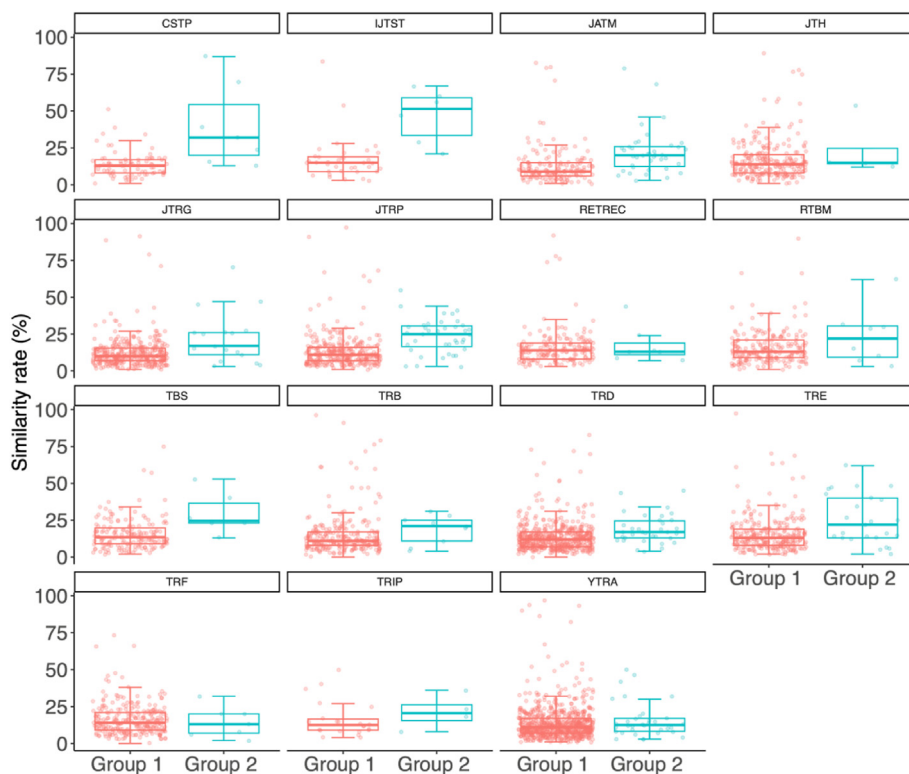 CSTP IJTST JATM JTH
100
75
50
25
0
JTRG JTRP RETREC RTBM
100
75
50
25
0
Similarity rate (%)
TBS TRB TRD TRE
100
75
50
25
0
Group 1 Group 2
TRF TRIP YTRA
100
75
50
25
0
Group 1 Group 2 Group 1 Group 2 Group 1 Group 2